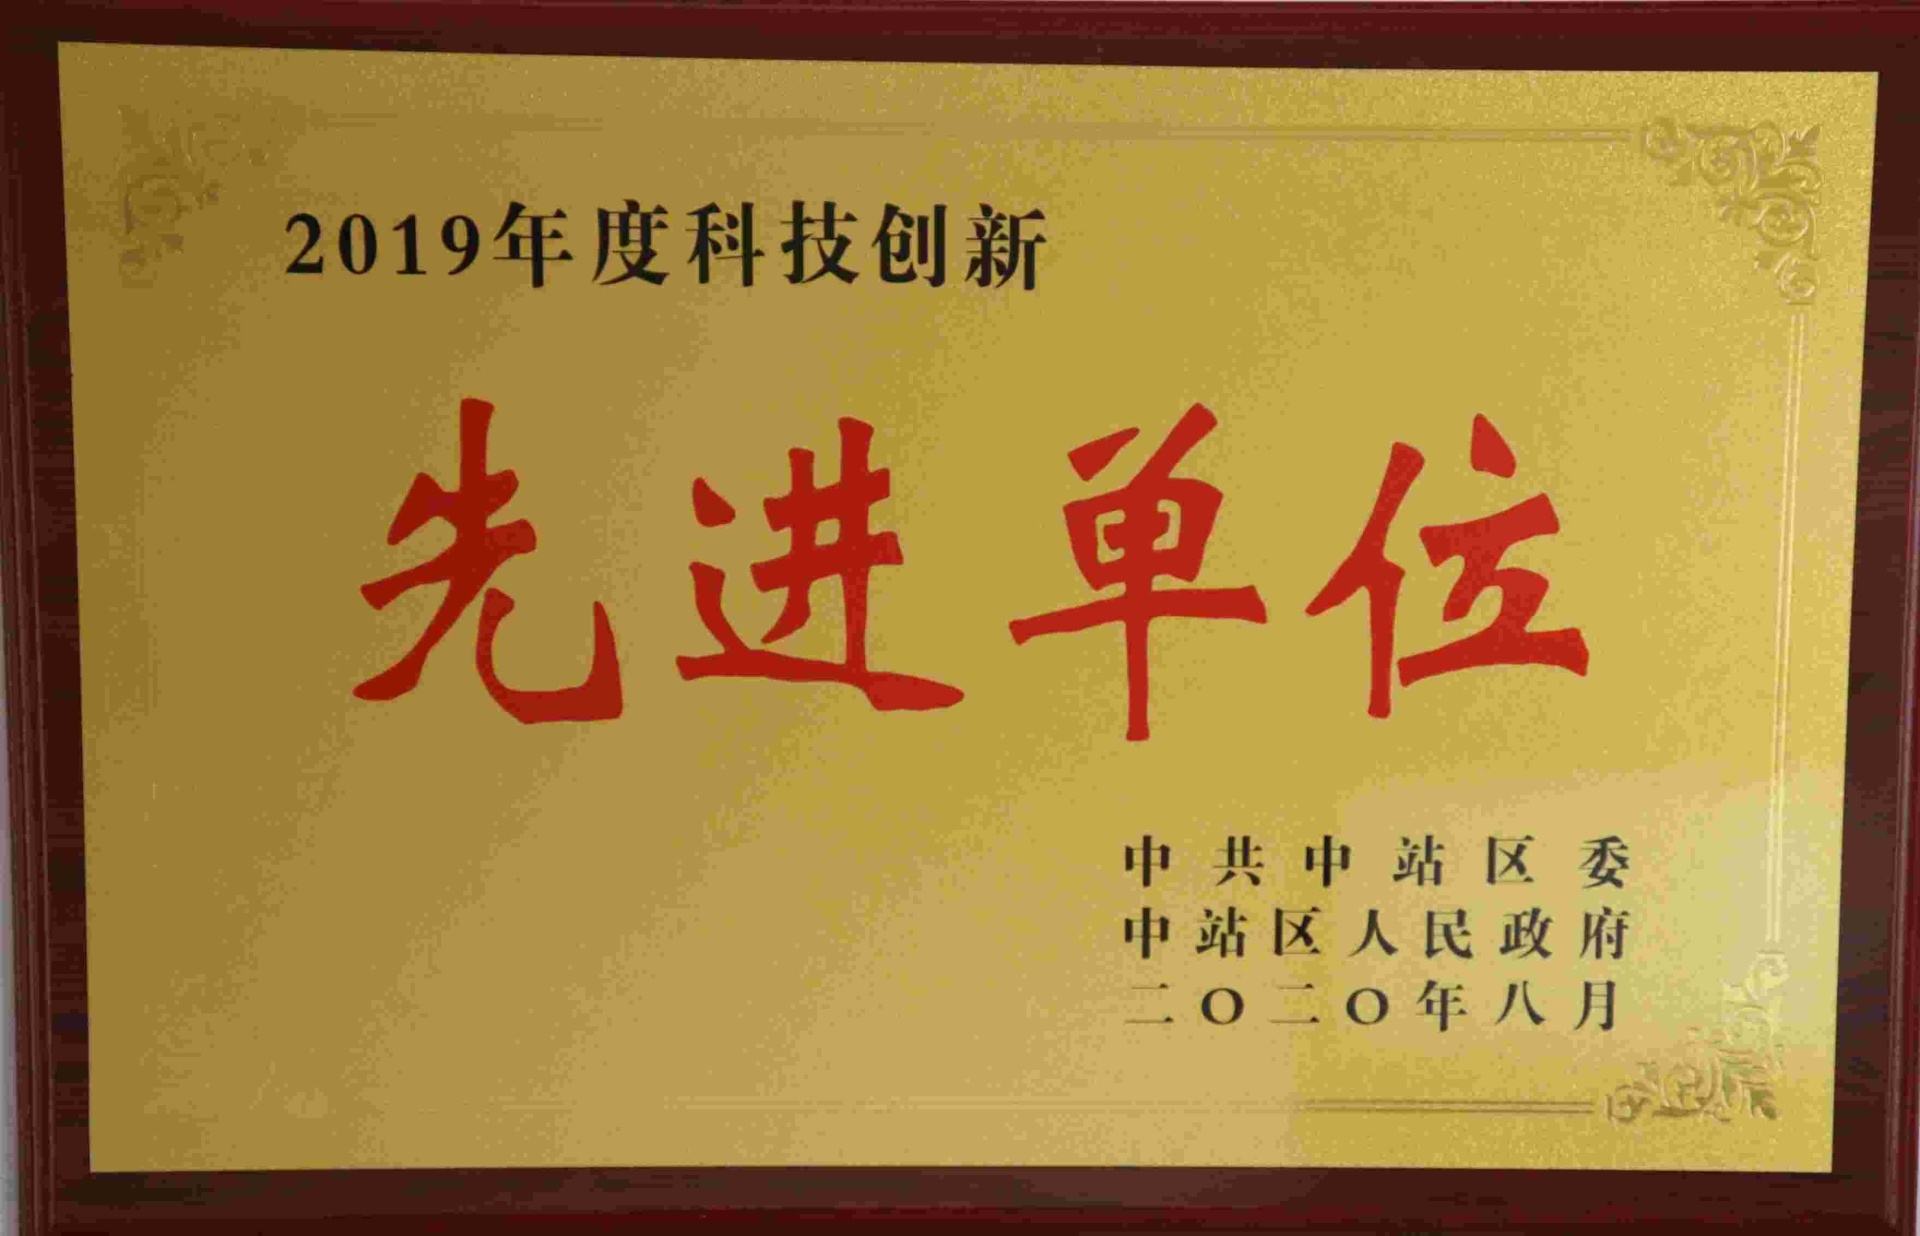 2019年度科技创新
先进单位
中共中站区委
中站区人民政府
二〇二〇年八月